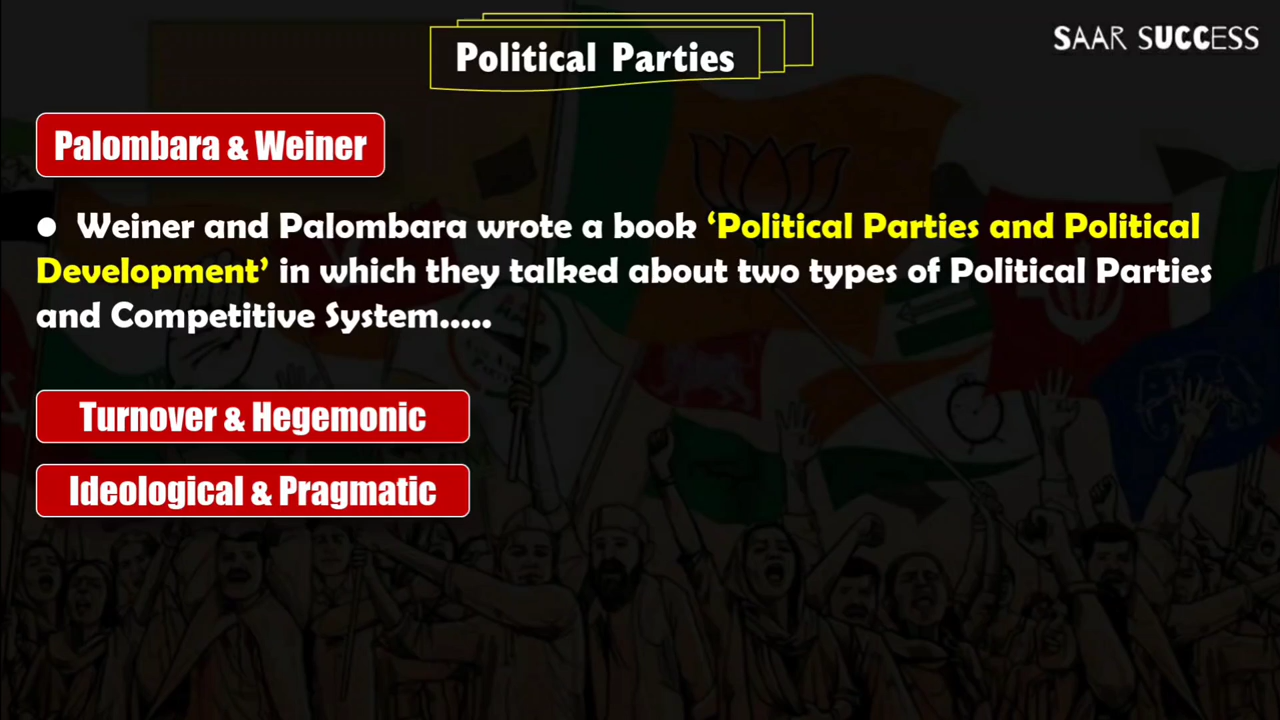 Political Parties
SAAR SUCCESS
Palombara & Weiner
● Weiner and Palombara wrote a book ‘Political Parties and Political
Development’ in which they talked about two types of Political Parties
and Competitive System.....
Turnover & Hegemonic
Ideological & Pragmatic